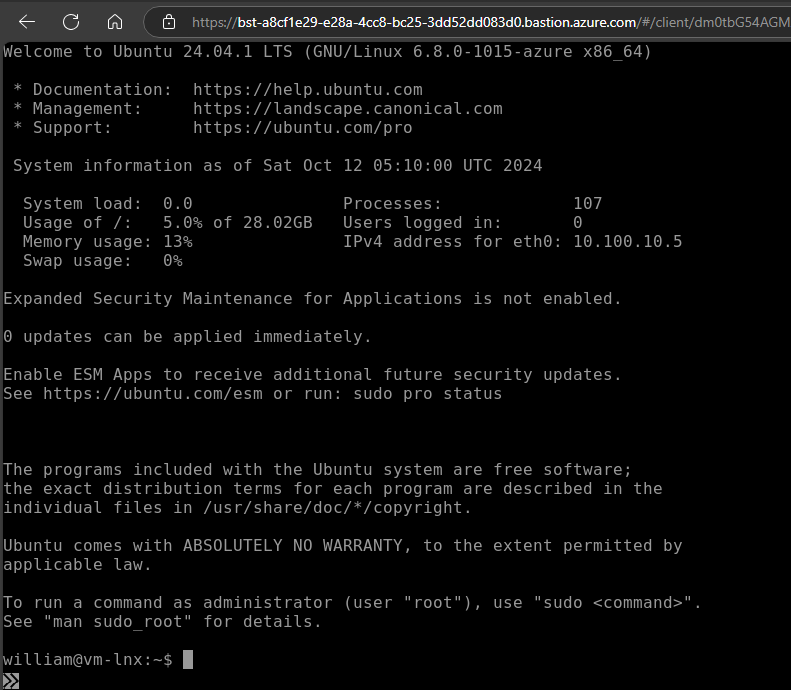 https://bst-a8cf1e29-e28a-4cc8-bc25-3dd52dd083d0.bastion.azure.com/#/client/dm0tbG54AGM
Welcome to Ubuntu 24.04.1 LTS (GNU/Linux 6.8.0-1015-azure x86_64)
* Documentation:  https://help.ubuntu.com
* Management:     https://landscape.canonical.com
* Support:        https://ubuntu.com/pro
System information as of Sat Oct 12 05:10:00 UTC 2024
System load:  0.0               Processes:             107
Usage of /:   5.0% of 28.02GB   Users logged in:       0
Memory usage: 13%               IPv4 address for eth0: 10.100.10.5
Swap usage:   0%
Expanded Security Maintenance for Applications is not enabled.
0 updates can be applied immediately.
Enable ESM Apps to receive additional future security updates.
See https://ubuntu.com/esm or run: sudo pro status
The programs included with the Ubuntu system are free software;
the exact distribution terms for each program are described in the
individual files in /usr/share/doc/*/copyright.
Ubuntu comes with ABSOLUTELY NO WARRANTY, to the extent permitted by
applicable law.
To run a command as administrator (user "root"), use "sudo <command>".
See "man sudo_root" for details.
william@vm-lnx:~$